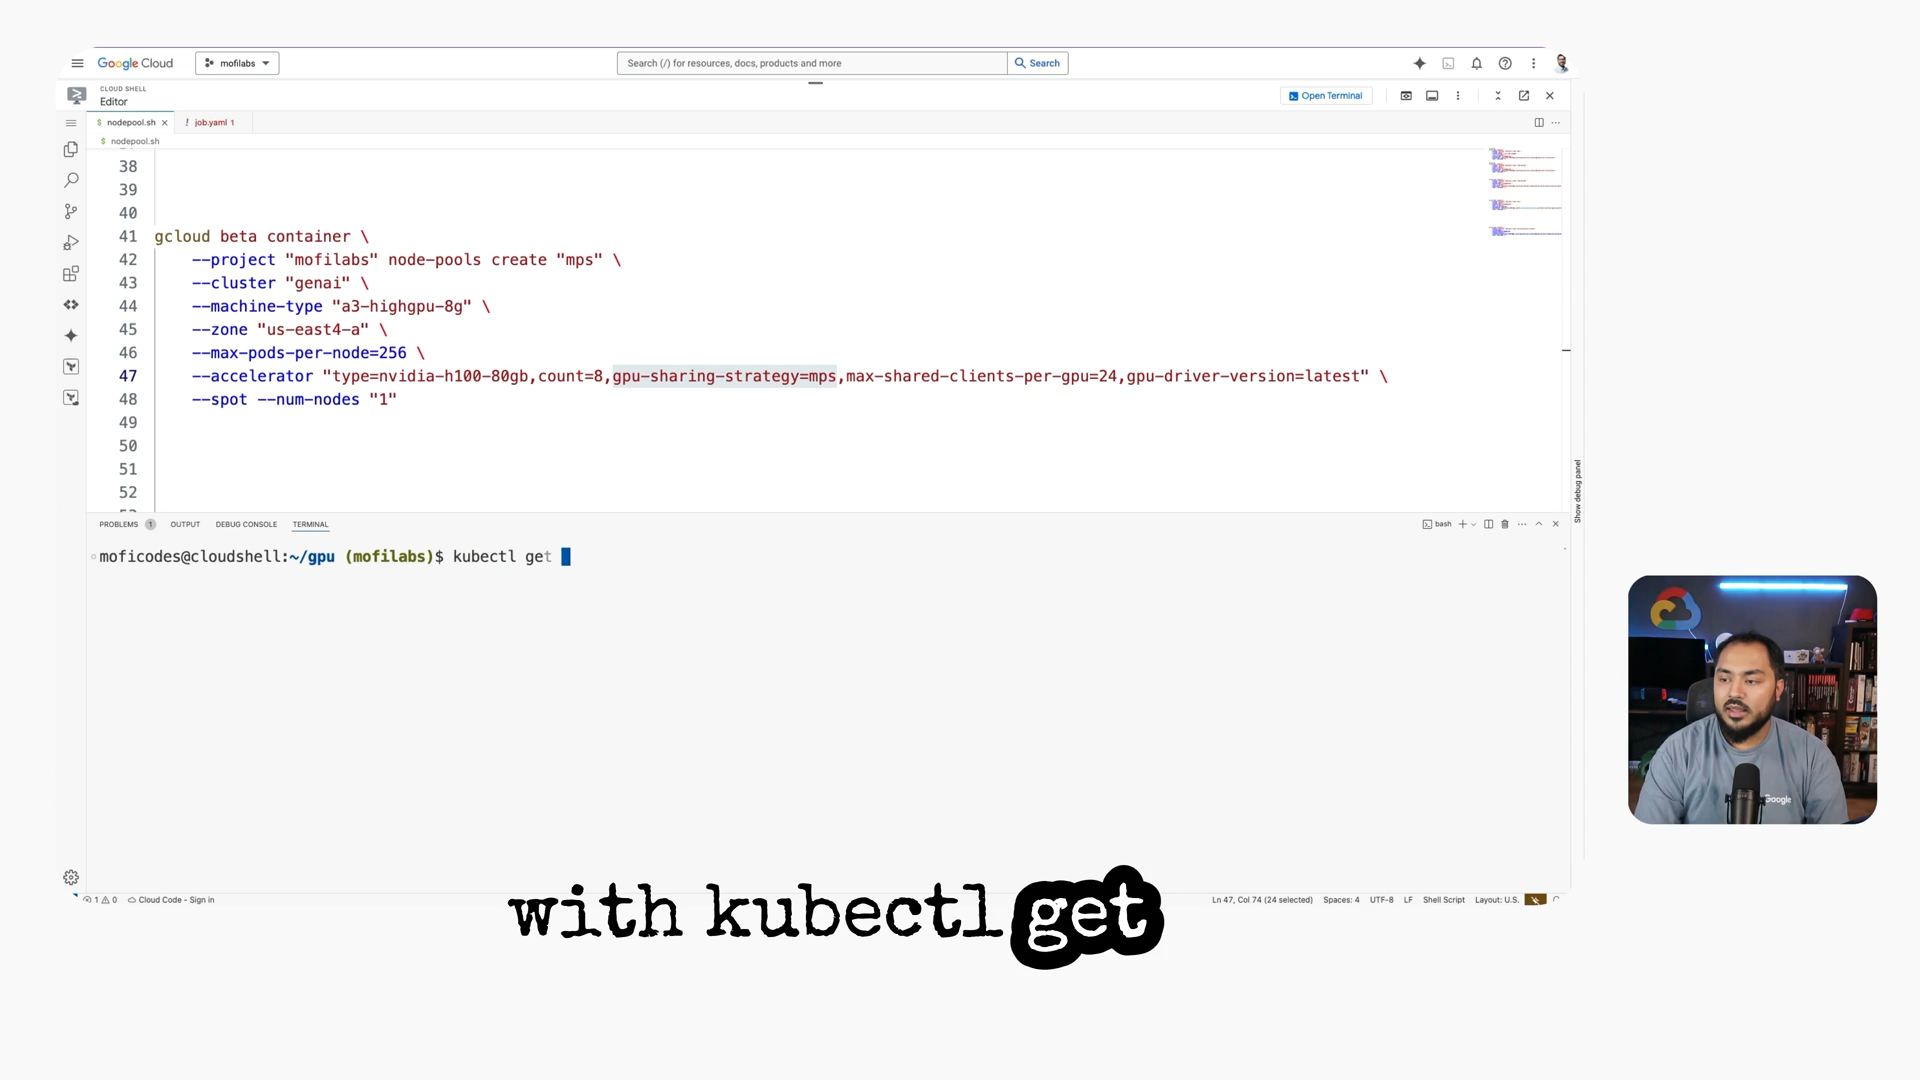 Google Cloud
mofilabs
Search (/) for resources, docs, products and more
Search
CLOUD SHELL
Editor
Open Terminal
$ nodepool.sh
! job.yaml 1
$ nodepool.sh
38
39
40
41 gcloud beta container \
42 --project "mofilabs" node-pools create "mps" \
43 --cluster "genai" \
44 --machine-type "a3-highgpu-8g" \
45 --zone "us-east4-a" \
46 --max-pods-per-node=256 \
47 --accelerator "type=nvidia-h100-80gb,count=8,gpu-sharing-strategy=mps,max-shared-clients-per-gpu=24,gpu-driver-version=latest" \
48 --spot --num-nodes "1"
49
50
51
52
Show debug panel
PROBLEMS 1 OUTPUT DEBUG CONSOLE TERMINAL
bash
moficodes@cloudshell:~/gpu (mofilabs)$ kubectl get
Google
1 0 Cloud Code - Sign in
Ln 47, Col 74 (24 selected) Spaces: 4 UTF-8 LF Shell Script Layout: U.S.
with kubectl get